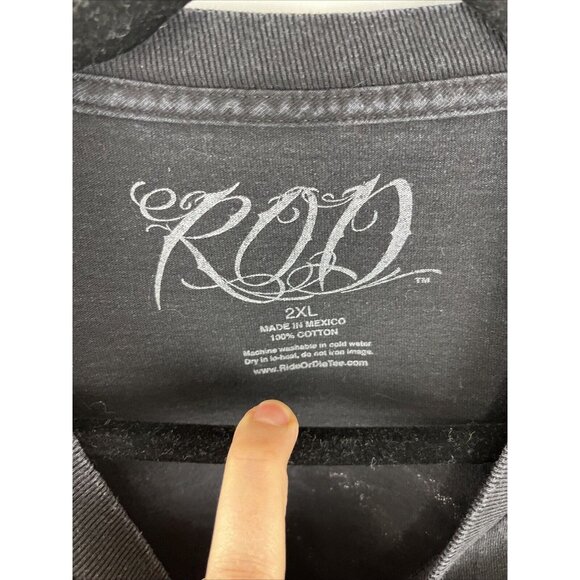 ROD
TM
2XL
MADE IN MEXICO
100% COTTON
Machine washable in cold water.
Dry in lo-heat, do not iron image.
www.RideOrDieTee.com